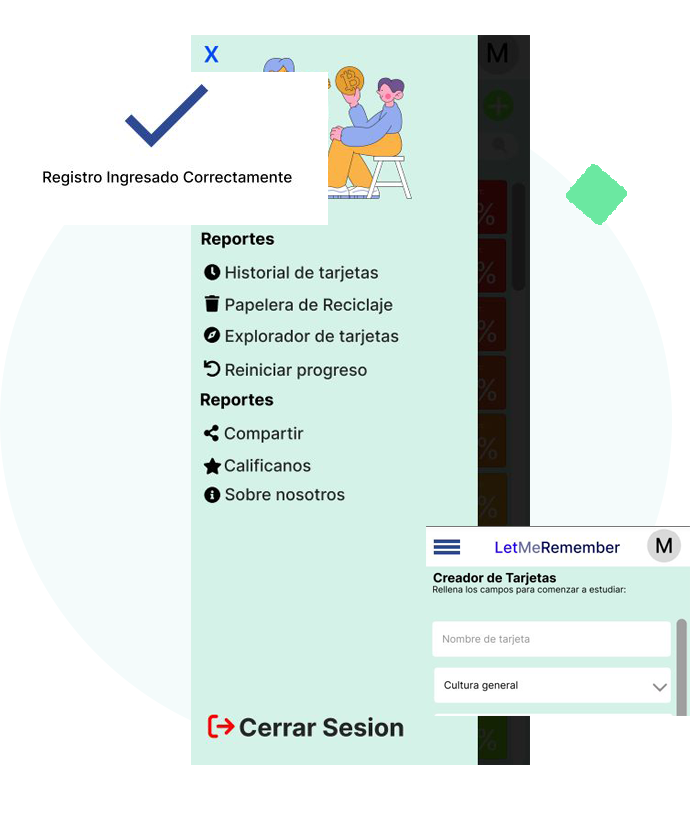 X
M
Registro Ingresado Correctamente
%
Reportes
%
Historial de tarjetas
Papelera de Reciclaje
%
Explorador de tarjetas
Reiniciar progreso
%
Reportes
Compartir
%
Calificanos
Sobre nosotros
%
LetMeRemember
M
Creador de Tarjetas
Rellena los campos para comenzar a estudiar:
Nombre de tarjeta
Cultura general
Cerrar Sesion
%